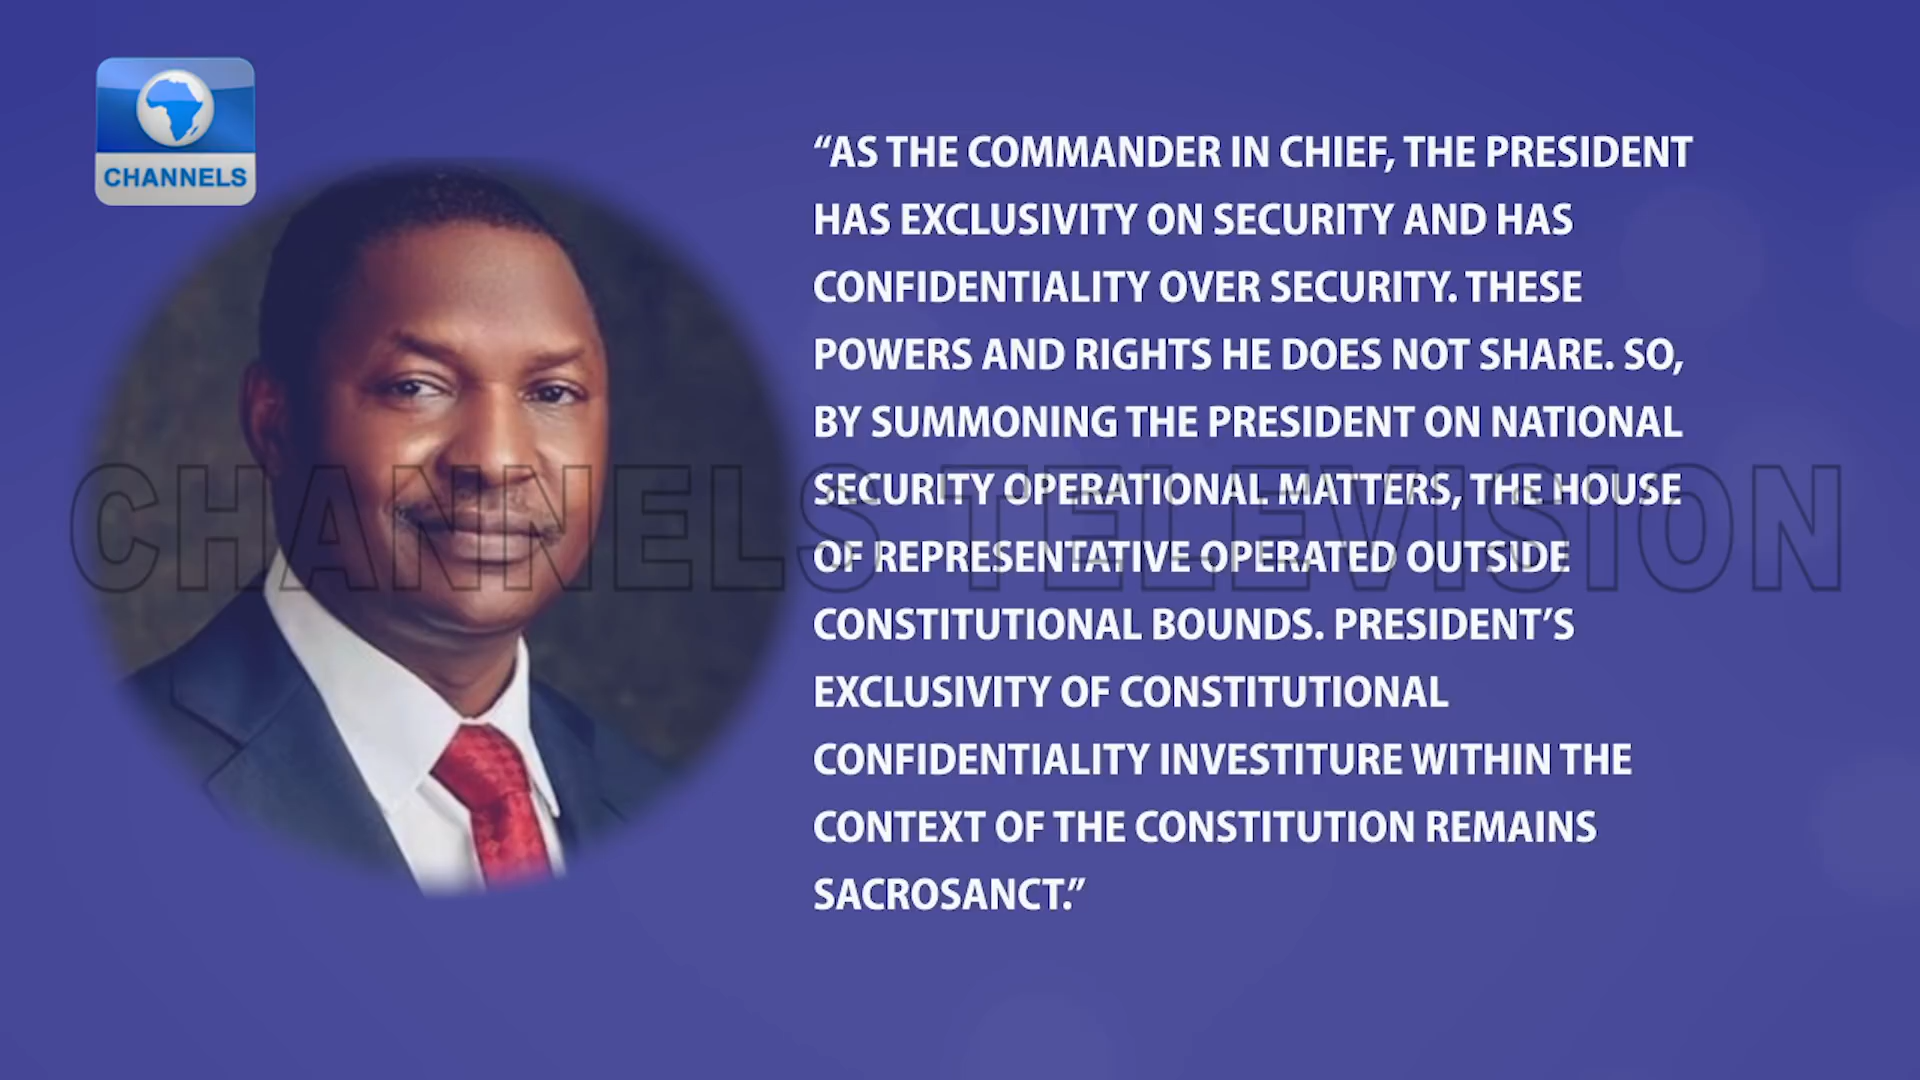 CHANNELS
“AS THE COMMANDER IN CHIEF, THE PRESIDENT
HAS EXCLUSIVITY ON SECURITY AND HAS
CONFIDENTIALITY OVER SECURITY. THESE
POWERS AND RIGHTS HE DOES NOT SHARE. SO,
BY SUMMONING THE PRESIDENT ON NATIONAL
SECURITY OPERATIONAL MATTERS, THE HOUSE
OF REPRESENTATIVE OPERATED OUTSIDE
CONSTITUTIONAL BOUNDS. PRESIDENT’S
EXCLUSIVITY OF CONSTITUTIONAL
CONFIDENTIALITY INVESTITURE WITHIN THE
CONTEXT OF THE CONSTITUTION REMAINS
SACROSANCT.”
CHANNELS TELEVISION